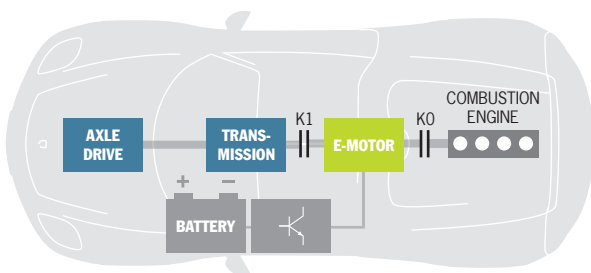 COMBUSTION
ENGINE
K1
K0
AXLE
DRIVE
TRANS-
MISSION
E-MOTOR
+ −
BATTERY